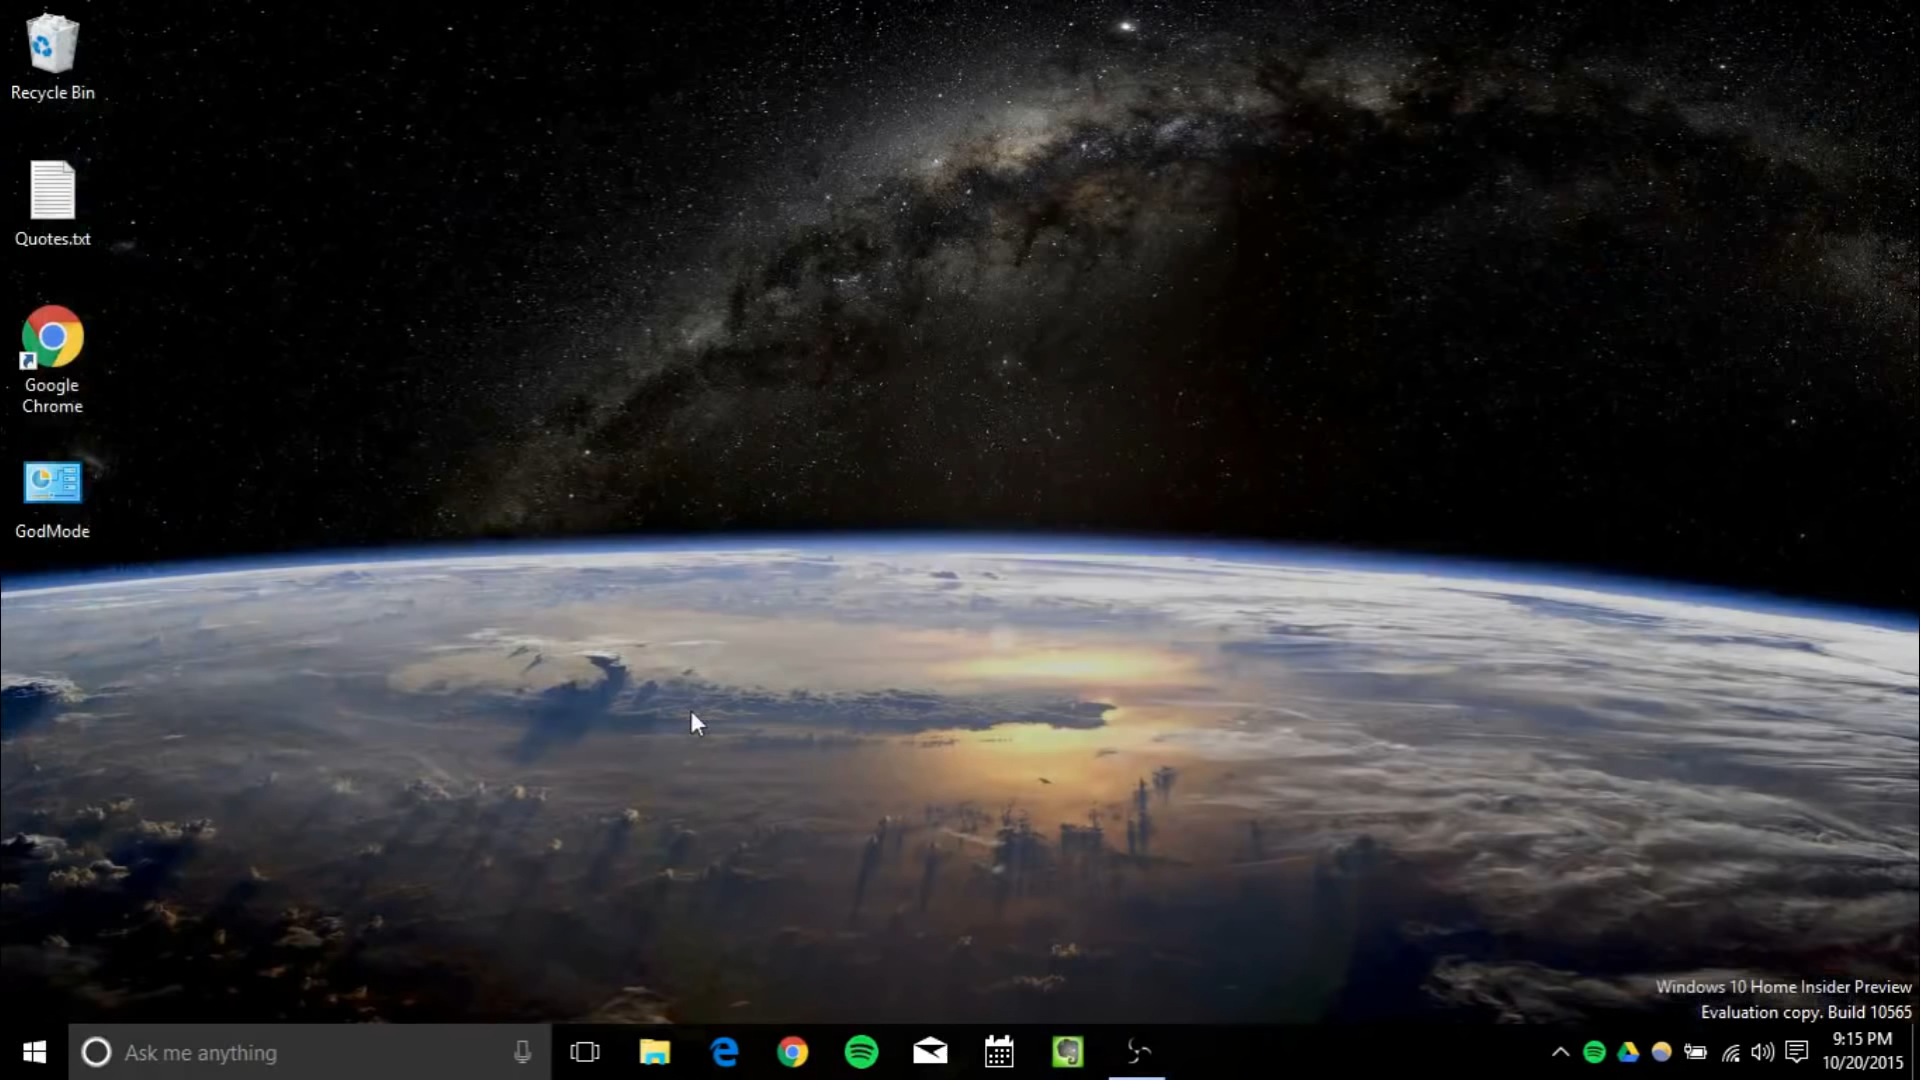 Recycle Bin
Quotes.txt
Google
Chrome
GodMode
Windows 10 Home Insider Preview
Evaluation copy. Build 10565
Ask me anything
9:15 PM
10/20/2015